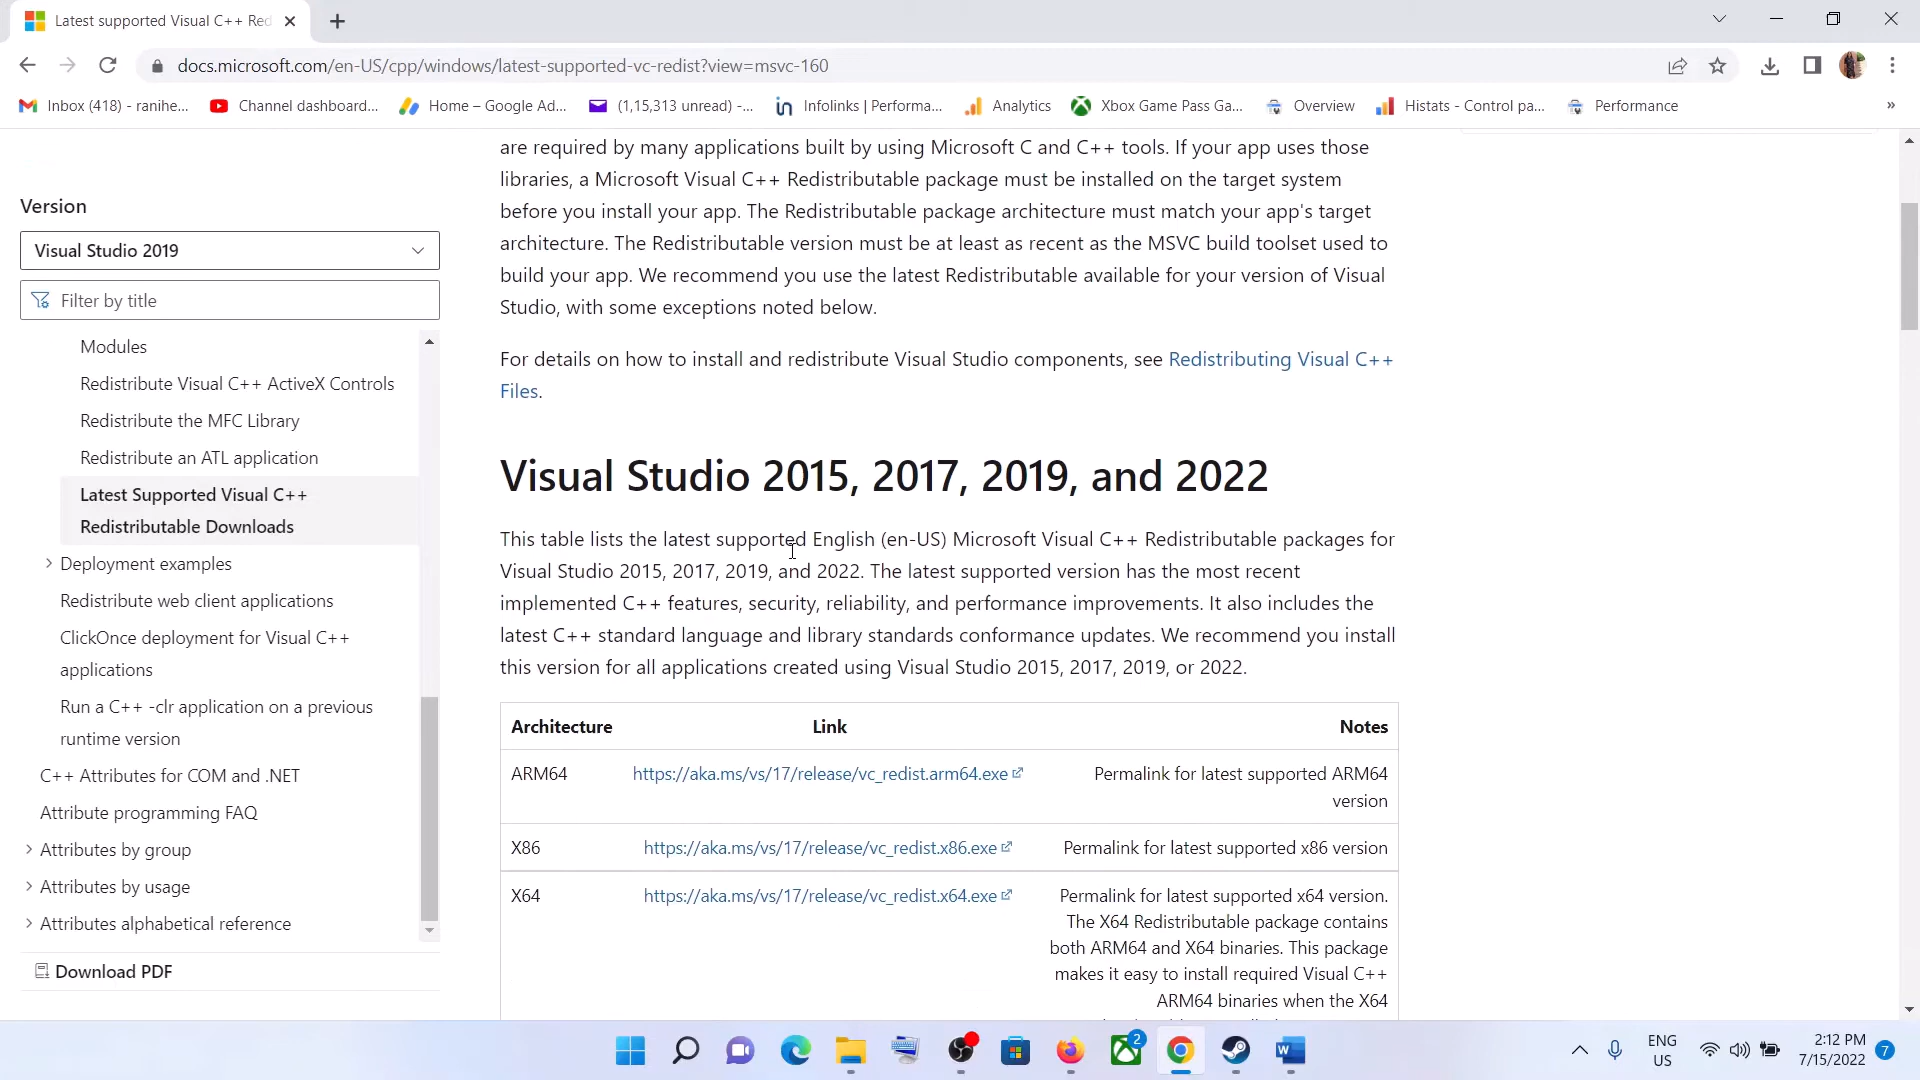 Latest supported Visual C++ Red
docs.microsoft.com/en-US/cpp/windows/latest-supported-vc-redist?view=msvc-160
Inbox (418) - ranihe...
Channel dashboard...
Home – Google Ad...
(1,15,313 unread) -...
Infolinks | Performa...
Analytics
Xbox Game Pass Ga...
Overview
Histats - Control pa...
Performance
»
Version
Visual Studio 2019
Filter by title
Modules
Redistribute Visual C++ ActiveX Controls
Redistribute the MFC Library
Redistribute an ATL application
Latest Supported Visual C++
Redistributable Downloads
Deployment examples
Redistribute web client applications
ClickOnce deployment for Visual C++
applications
Run a C++ -clr application on a previous
runtime version
C++ Attributes for COM and .NET
Attribute programming FAQ
Attributes by group
Attributes by usage
Attributes alphabetical reference
Download PDF
are required by many applications built by using Microsoft C and C++ tools. If your app uses those
libraries, a Microsoft Visual C++ Redistributable package must be installed on the target system
before you install your app. The Redistributable package architecture must match your app's target
architecture. The Redistributable version must be at least as recent as the MSVC build toolset used to
build your app. We recommend you use the latest Redistributable available for your version of Visual
Studio, with some exceptions noted below.
For details on how to install and redistribute Visual Studio components, see Redistributing Visual C++
Files.
Visual Studio 2015, 2017, 2019, and 2022
This table lists the latest supported English (en-US) Microsoft Visual C++ Redistributable packages for
Visual Studio 2015, 2017, 2019, and 2022. The latest supported version has the most recent
implemented C++ features, security, reliability, and performance improvements. It also includes the
latest C++ standard language and library standards conformance updates. We recommend you install
this version for all applications created using Visual Studio 2015, 2017, 2019, or 2022.
Architecture Link Notes
ARM64 https://aka.ms/vs/17/release/vc_redist.arm64.exe Permalink for latest supported ARM64
version
X86 https://aka.ms/vs/17/release/vc_redist.x86.exe Permalink for latest supported x86 version
X64 https://aka.ms/vs/17/release/vc_redist.x64.exe Permalink for latest supported x64 version.
The X64 Redistributable package contains
both ARM64 and X64 binaries. This package
makes it easy to install required Visual C++
ARM64 binaries when the X64
2
ENG
US
2:12 PM
7/15/2022
7